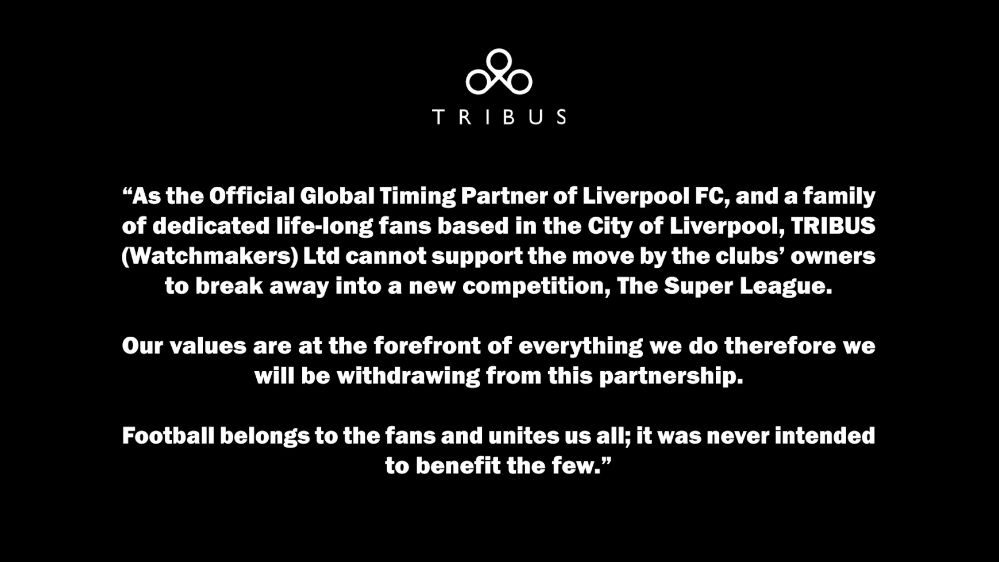 TRIBUS
“As the Official Global Timing Partner of Liverpool FC, and a family
of dedicated life-long fans based in the City of Liverpool, TRIBUS
(Watchmakers) Ltd cannot support the move by the clubs’ owners
to break away into a new competition, The Super League.
Our values are at the forefront of everything we do therefore we
will be withdrawing from this partnership.
Football belongs to the fans and unites us all; it was never intended
to benefit the few.”